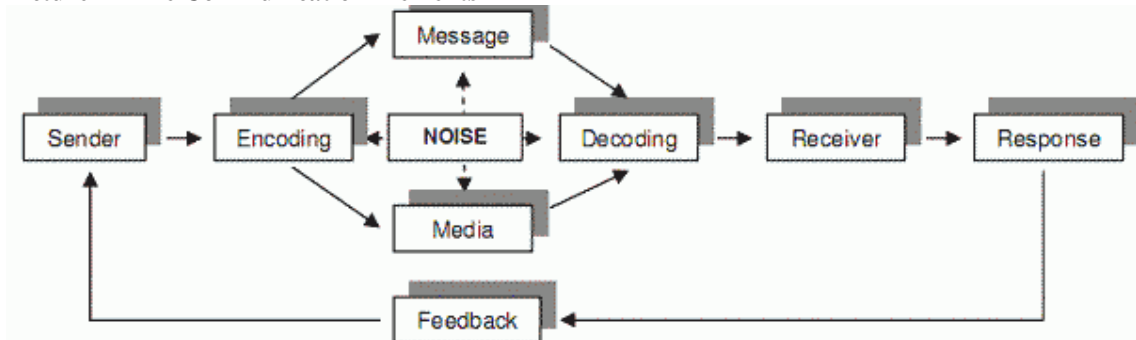 Message
Sender
Encoding
NOISE
Decoding
Receiver
Response
Media
Feedback